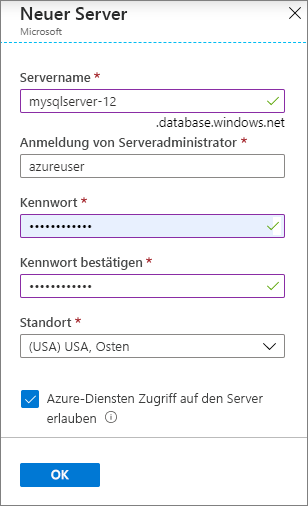 Neuer Server
Microsoft
Servername *
mysqlserver-12
.database.windows.net
Anmeldung von Serveradministrator *
azureuser
Kennwort *
••••••••••••
Kennwort bestätigen *
••••••••••••
Standort *
(USA) USA, Osten
Azure-Diensten Zugriff auf den Server
erlauben
OK